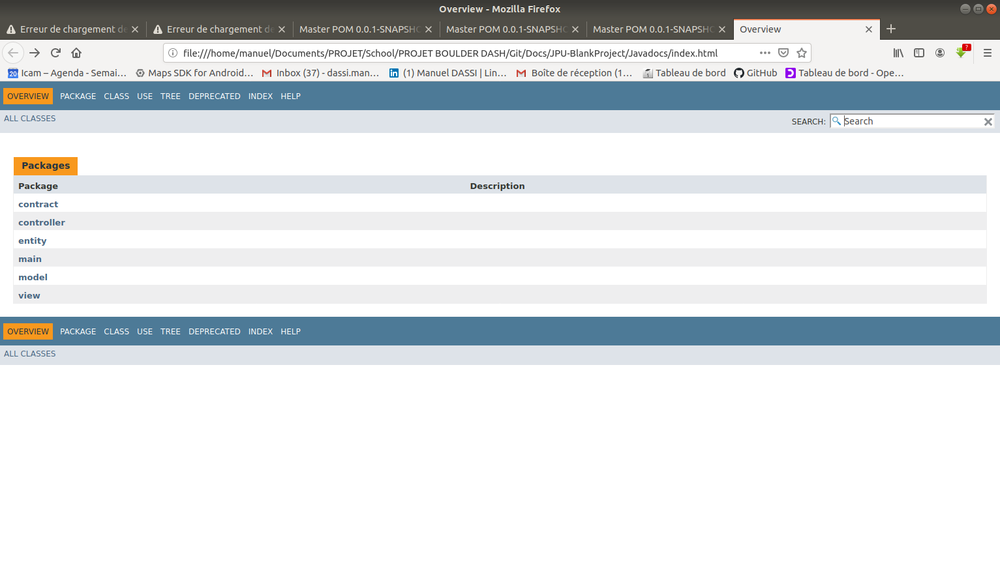 Overview - Mozilla Firefox
Erreur de chargement de Erreur de chargement de Master POM 0.0.1-SNAPSHO Master POM 0.0.1-SNAPSHO Master POM 0.0.1-SNAPSHO Overview
file:///home/manuel/Documents/PROJET/School/PROJET BOULDER DASH/Git/Docs/JPU-BlankProject/Javadocs/index.html ?
20 Icam – Agenda - Semai… Maps SDK for Android… Inbox (37) - dassi.man… in (1) Manuel DASSI | Lin… Boîte de réception (1… Tableau de bord GitHub Tableau de bord - Ope…
OVERVIEW PACKAGE CLASS USE TREE DEPRECATED INDEX HELP
ALL CLASSES SEARCH: Search
Packages
Package Description
contract
controller
entity
main
model
view
OVERVIEW PACKAGE CLASS USE TREE DEPRECATED INDEX HELP
ALL CLASSES